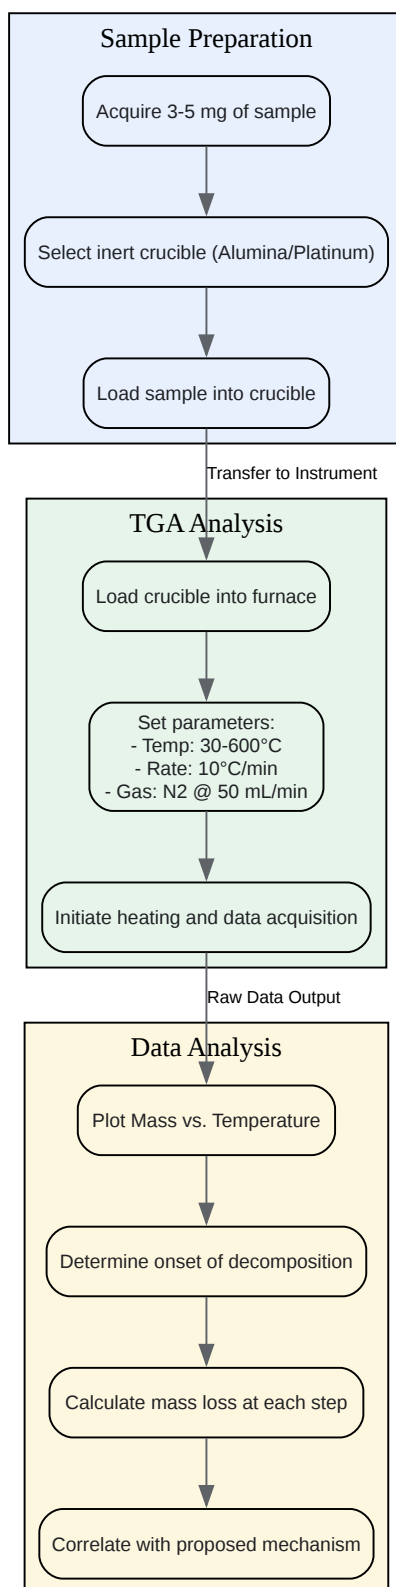 Sample Preparation
Acquire 3-5 mg of sample
Select inert crucible (Alumina/Platinum)
Load sample into crucible
Transfer to Instrument
TGA Analysis
Load crucible into furnace
Set parameters:
- Temp: 30-600°C
- Rate: 10°C/min
- Gas: N2 @ 50 mL/min
Initiate heating and data acquisition
Raw Data Output
Data Analysis
Plot Mass vs. Temperature
Determine onset of decomposition
Calculate mass loss at each step
Correlate with proposed mechanism